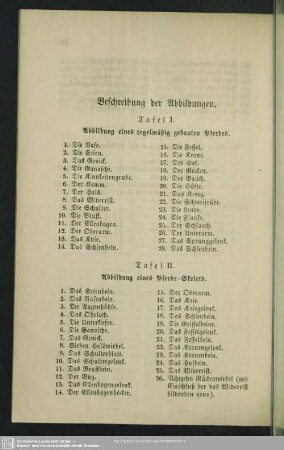 Beschreibung der Abbildungen.
Tafel I.
Abbildung eines regelmäßig gebauten Pferdes.
1. Die Nase.
2. Die Stirn.
3. Das Genick.
4. Die Ganasche.
5. Die Kinnkettengrube.
6. Der Kamm.
7. Der Hals.
8. Das Widerrist.
9. Die Schulter.
10. Die Brust.
11. Der Ellenbogen.
12. Der Oberarm.
13. Das Knie.
14. Das Schienbein.
15. Die Fessel.
16. Die Krone.
17. Der Huf.
18. Der Rücken.
19. Der Bauch.
20. Die Hüfte.
21. Das Kreuz.
22. Die Schweifrübe.
23. Die Lende.
24. Die Flanke.
25. Der Schlauch.
26. Der Unterarm.
27. Das Sprunggelenk.
28. Das Schienbein.
Tafel II.
Abbildung eines Pferde-Skelets.
1. Das Stirnbein.
2. Das Nasenbein.
3. Die Augenhöhle.
4. Das Ohrloch.
5. Die Unterkiefer.
6. Die Ganasche.
7. Das Genick.
8. Sieben Halswirbel.
9. Das Schulterblatt.
10. Das Schultergelenk.
11. Das Brustbein.
12. Der Bug.
13. Das Ellenbogengelenk.
14. Der Ellenbogenhöcker.
15. Der Oberarm.
16. Das Knie.
17. Das Kniegelenk.
18. Das Schienbein.
19. Die Griffelbeine.
20. Das Fesselgelenk.
21. Das Fesselbein.
22. Das Kronengelenk.
23. Das Kronenbein.
24. Das Hufbein.
25. Das Widerrist.
26. Achtzehn Rückenwirbel (mit
Einschluß der das Widerrist
bildenden neun).